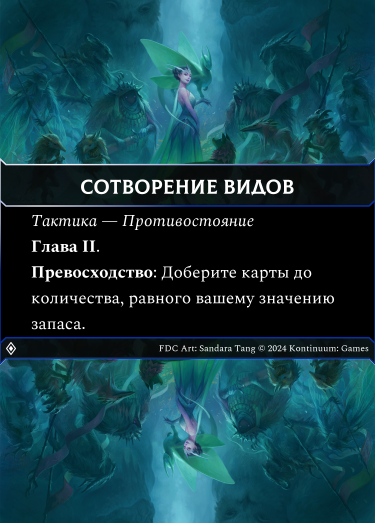 СОТВОРЕНИЕ ВИДОВ
Тактика — Противостояние
Глава II.
Превосходство: Доберите карты до
количества, равного вашему значению
запаса.
FDC Art: Sandara Tang © 2024 Kontinuum: Games